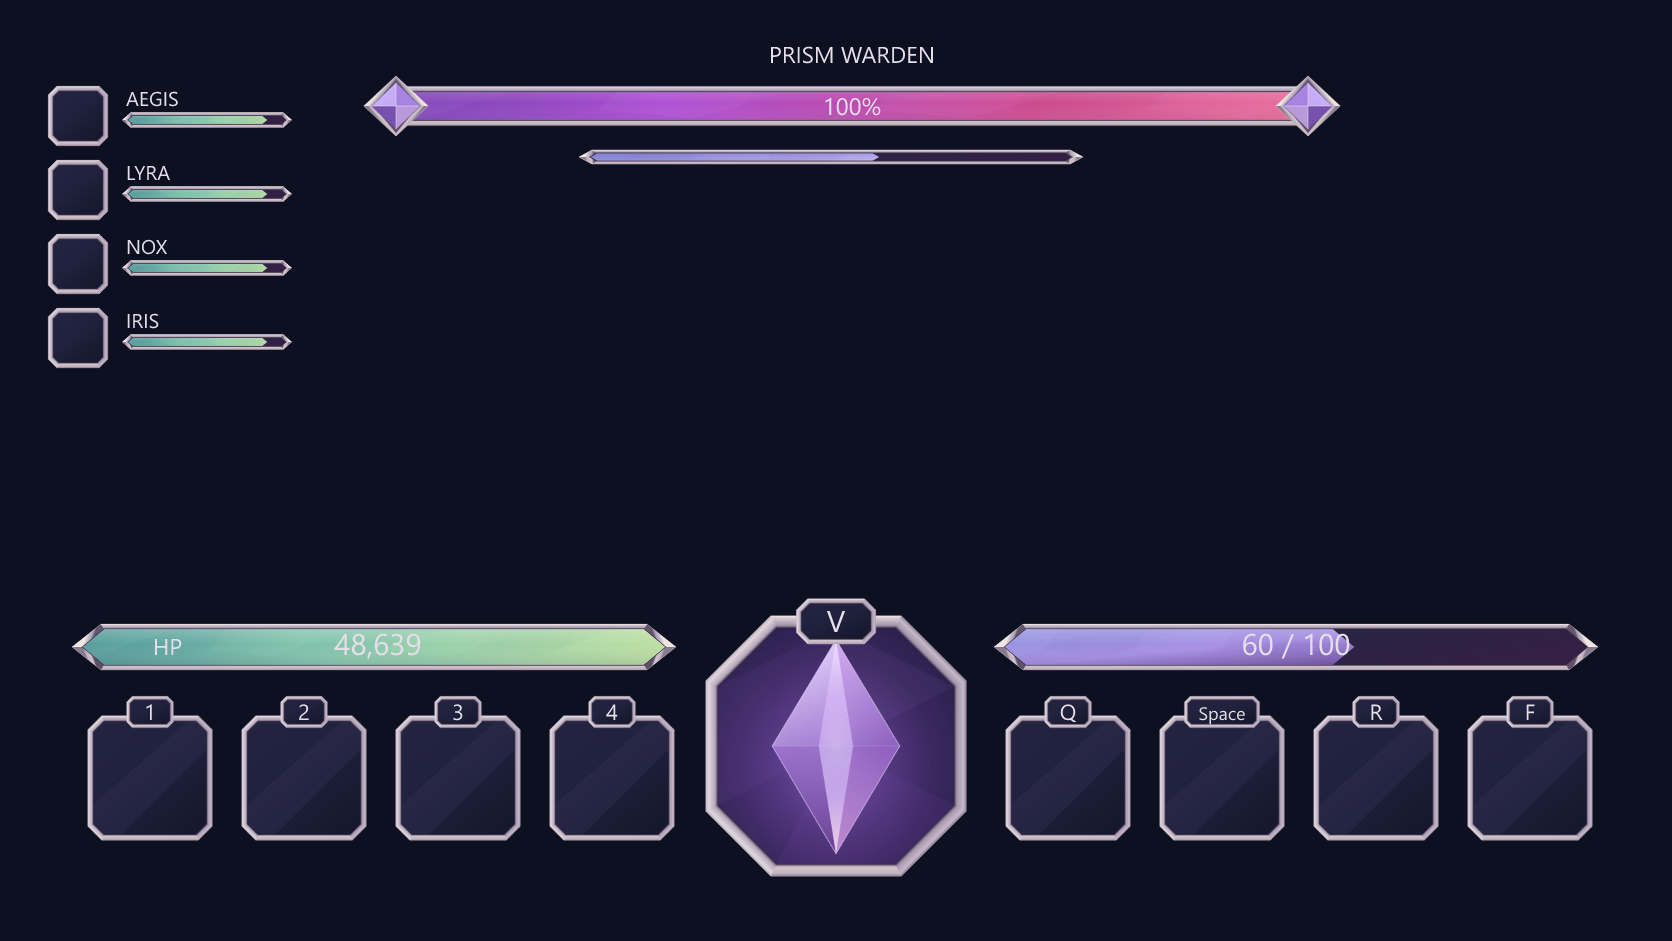 PRISM WARDEN
100%
AEGIS
LYRA
NOX
IRIS
HP 48,639
V
60 / 100
1 2 3 4
Q Space R F